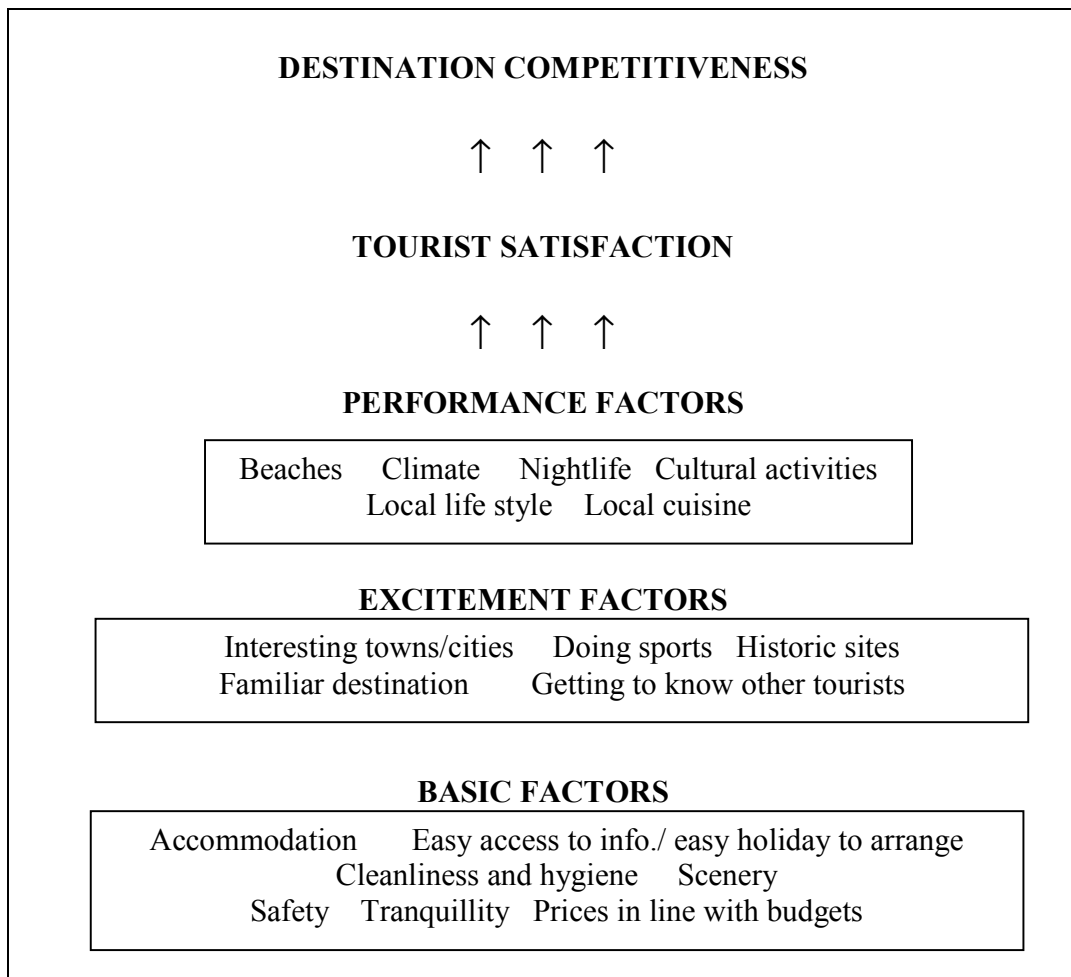 DESTINATION COMPETITIVENESS
↑ ↑ ↑
TOURIST SATISFACTION
↑ ↑ ↑
PERFORMANCE FACTORS
Beaches Climate Nightlife Cultural activities
Local life style Local cuisine
EXCITEMENT FACTORS
Interesting towns/cities Doing sports Historic sites
Familiar destination Getting to know other tourists
BASIC FACTORS
Accommodation Easy access to info./ easy holiday to arrange
Cleanliness and hygiene Scenery
Safety Tranquillity Prices in line with budgets